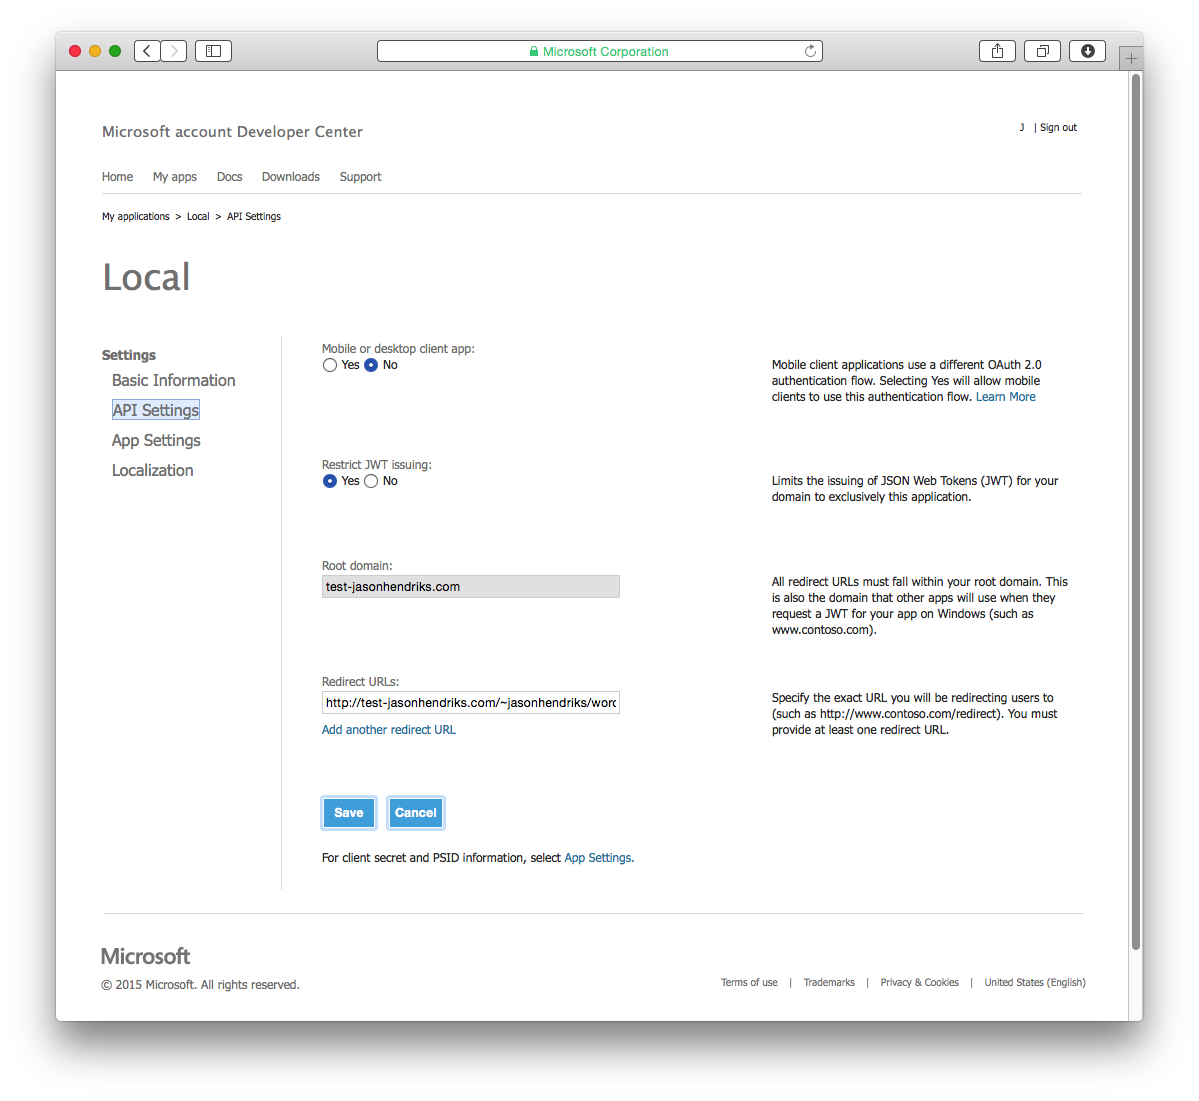 Microsoft Corporation
Microsoft account Developer Center
J | Sign out
Home My apps Docs Downloads Support
My applications > Local > API Settings
Local
Settings
Basic Information
API Settings
App Settings
Localization
Mobile or desktop client app:
Yes No
Mobile client applications use a different OAuth 2.0
authentication flow. Selecting Yes will allow mobile
clients to use this authentication flow. Learn More
Restrict JWT issuing:
Yes No
Limits the issuing of JSON Web Tokens (JWT) for your
domain to exclusively this application.
Root domain:
test-jasonhendriks.com
All redirect URLs must fall within your root domain. This
is also the domain that other apps will use when they
request a JWT for your app on Windows (such as
www.contoso.com).
Redirect URLs:
http://test-jasonhendriks.com/~jasonhendriks/word
Add another redirect URL
Specify the exact URL you will be redirecting users to
(such as http://www.contoso.com/redirect). You must
provide at least one redirect URL.
Save Cancel
For client secret and PSID information, select App Settings.
Microsoft
© 2015 Microsoft. All rights reserved.
Terms of use | Trademarks | Privacy & Cookies | United States (English)